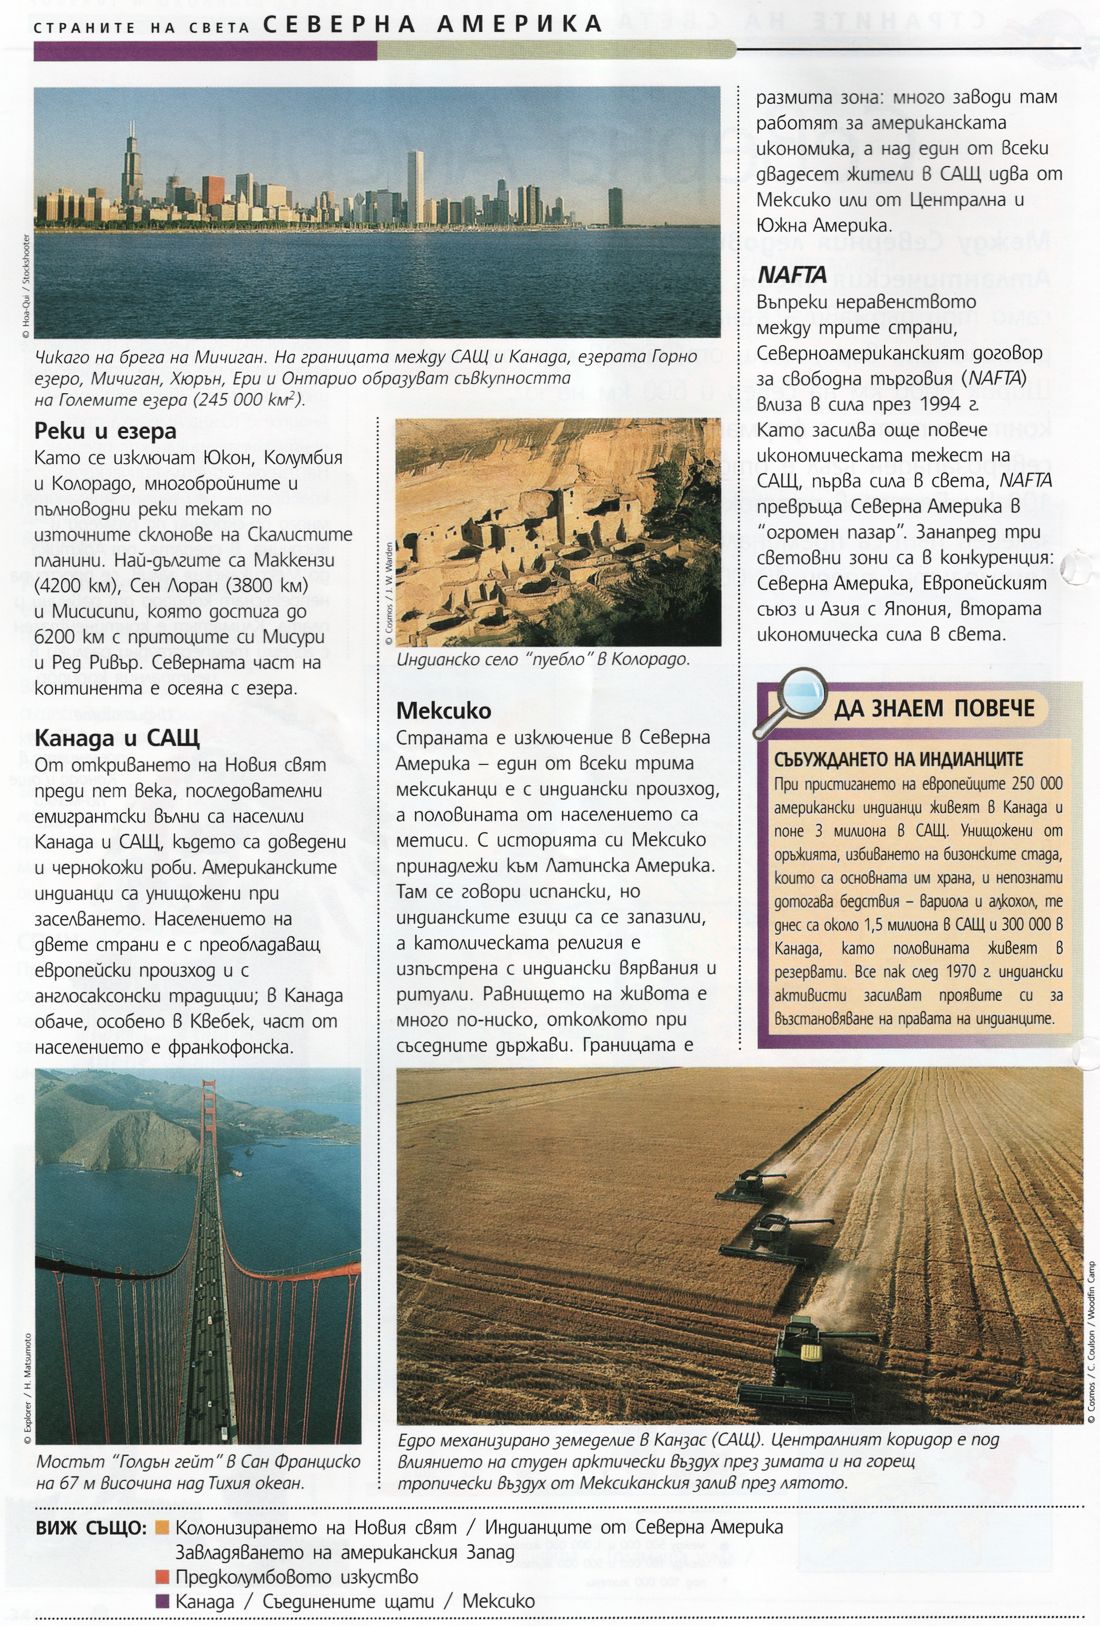 СТРАНИТЕ НА СВЕТА СЕВЕРНА АМЕРИКА
© Hoa-Qui / Stockshooter
Чикаго на брега на Мичиган. На границата между САЩ и Канада, езерата Горно
езеро, Мичиган, Хюрън, Ери и Онтарио образуват съвкупността
на Големите езера (245 000 km²).
Реки и езера
Като се изключат Юкон, Колумбия
и Колорадо, многобройните и
пълноводни реки текат по
източните склонове на Скалистите
планини. Най-дългите са Маккензи
(4200 км), Сен Лоран (3800 км)
и Мисисипи, която достига до
6200 км с притоците си Мисури
и Ред Ривър. Северната част на
континента е осеяна с езера.
Канада и САЩ
От откриването на Новия свят
преди пет века, последователни
емигрантски вълни са населили
Канада и САЩ, където са доведени
и чернокожи роби. Американските
индианци са унищожени при
заселването. Населението на
двете страни е с преобладаващ
европейски произход и с
англосаксонски традиции; в Канада
обаче, особено в Квебек, част от
населението е франкофонска.
© Explorer / H. Matsumoto
Мостът “Голдън гейт” в Сан Франциско
на 67 м височина над Тихия океан.
© Cosmos / J. W. Warden
Индианско село “пуебло” в Колорадо.
Мексико
Страната е изключение в Северна
Америка – един от всеки трима
мексиканци е с индиански произход,
а половината от населението са
метиси. С историята си Мексико
принадлежи към Латинска Америка.
Там се говори испански, но
индианските езици са се запазили,
а католическата религия е
изпъстрена с индиански вярвания и
ритуали. Равнището на живота е
много по-ниско, отколкото при
съседните държави. Границата е
размита зона: много заводи там
работят за американската
икономика, а над един от всеки
двадесет жители в САЩ идва от
Мексико или от Централна и
Южна Америка.
NAFTA
Въпреки неравенството
между трите страни,
Северноамериканският договор
за свободна търговия (NAFTA)
влиза в сила през 1994 г.
Като засилва още повече
икономическата тежест на
САЩ, първа сила в света, NAFTA
превръща Северна Америка в
“огромен пазар”. Занапред три
световни зони са в конкуренция:
Северна Америка, Европейският
съюз и Азия с Япония, втората
икономическа сила в света.
ДА ЗНАЕМ ПОВЕЧЕ
СЪБУЖДАНЕТО НА ИНДИАНЦИТЕ
При пристигането на европейците 250 000
американски индианци живеят в Канада и
поне 3 милиона в САЩ. Унищожени от
оръжията, избиването на бизонските стада,
които са основната им храна, и непознати
дотогава бедствия – вариола и алкохол, те
днес са около 1,5 милиона в САЩ и 300 000 в
Канада, като половината живеят в
резервати. Все пак след 1970 г. индиански
активисти засилват проявите си за
възстановяване на правата на индианците.
© Cosmos / C. Coulson / Woodfin Camp
Едро механизирано земеделие в Канзас (САЩ). Централният коридор е под
влиянието на студен арктически въздух през зимата и на горещ
тропически въздух от Мексиканския залив през лятото.
ВИЖ СЪЩО: Колонизирането на Новия свят / Индианците от Северна Америка
Завладяването на американския Запад
Предколумбовото изкуство
Канада / Съединените щати / Мексико